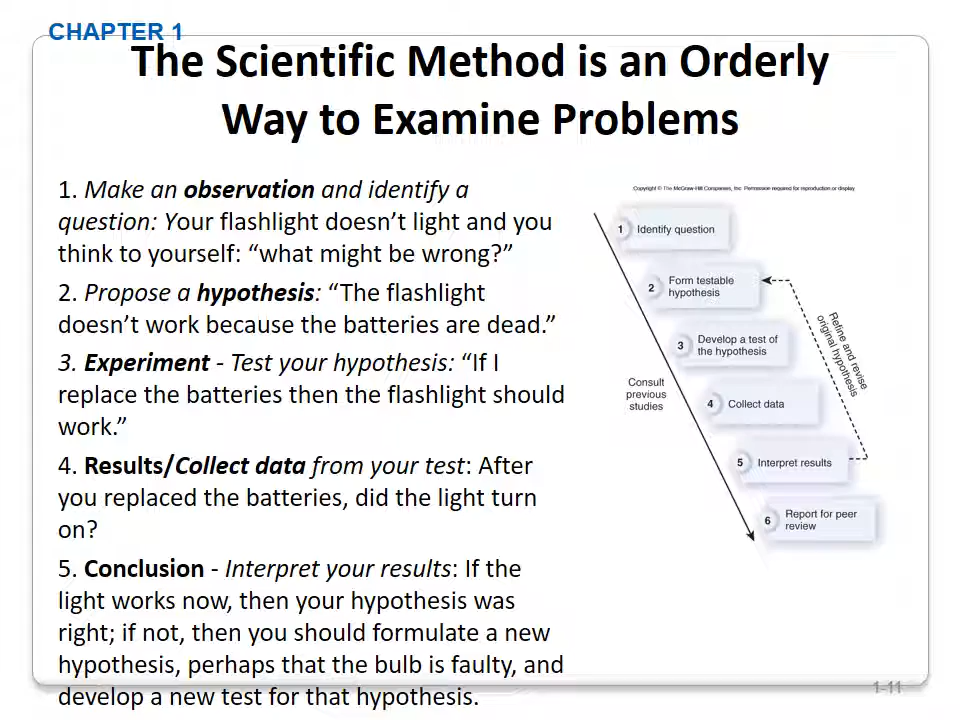 CHAPTER 1
The Scientific Method is an Orderly
Way to Examine Problems
1. Make an observation and identify a
question: Your flashlight doesn’t light and you
think to yourself: “what might be wrong?”
2. Propose a hypothesis: “The flashlight
doesn’t work because the batteries are dead.”
3. Experiment - Test your hypothesis: “If I
replace the batteries then the flashlight should
work.”
4. Results/Collect data from your test: After
you replaced the batteries, did the light turn
on?
5. Conclusion - Interpret your results: If the
light works now, then your hypothesis was
right; if not, then you should formulate a new
hypothesis, perhaps that the bulb is faulty, and
develop a new test for that hypothesis.
Copyright © The McGraw-Hill Companies, Inc. Permission required for reproduction or display
1 Identify question
2 Form testable
hypothesis
3 Develop a test of
the hypothesis
4 Collect data
5 Interpret results
6 Report for peer
review
Consult
previous
studies
Refine and revise
original hypothesis
1-11